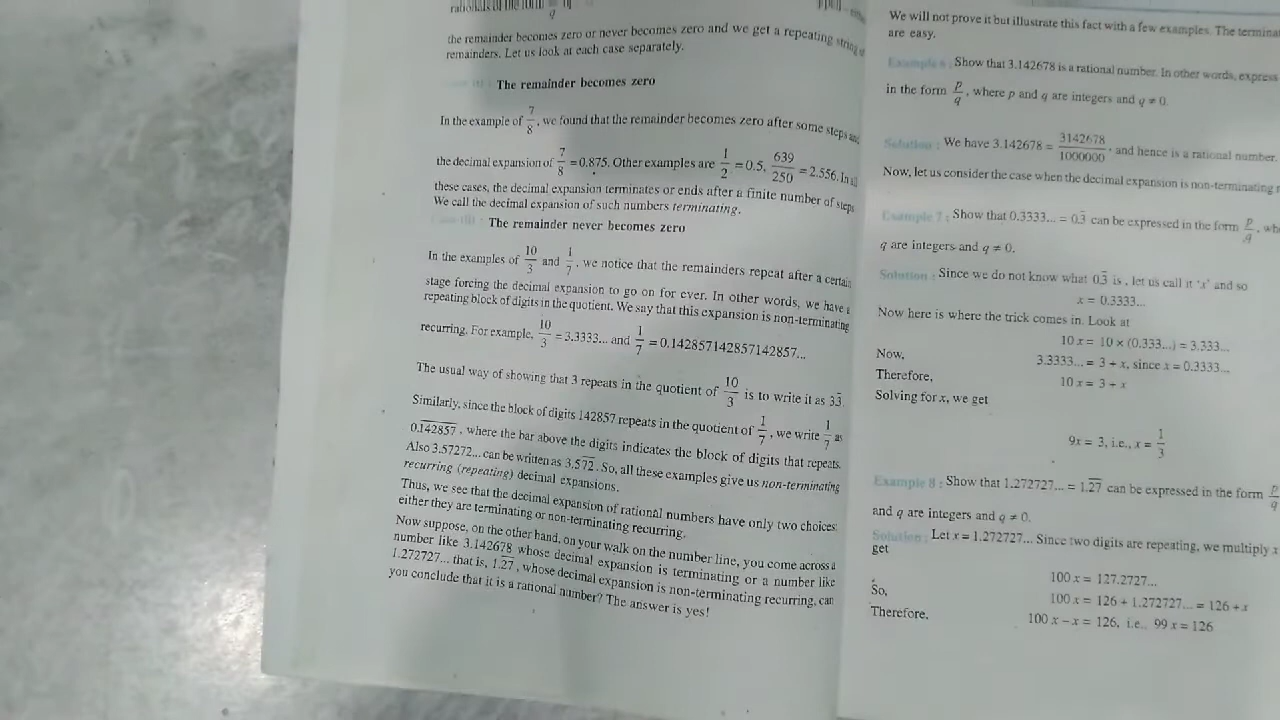 the remainder becomes zero or never becomes zero and we get a repeating string of
remainders. Let us look at each case separately.
The remainder becomes zero
In the example of 7/8, we found that the remainder becomes zero after some steps and
the decimal expansion of 7/8 = 0.875. Other examples are 1/2 = 0.5, 639/250 = 2.556. In all
these cases, the decimal expansion terminates or ends after a finite number of steps.
We call the decimal expansion of such numbers terminating.
The remainder never becomes zero
In the examples of 10/3 and 1/7, we notice that the remainders repeat after a certain
stage forcing the decimal expansion to go on for ever. In other words, we have a
repeating block of digits in the quotient. We say that this expansion is non-terminating
recurring. For example, 10/3 = 3.3333... and 1/7 = 0.142857142857142857...
The usual way of showing that 3 repeats in the quotient of 10/3 is to write it as 3.3̅.
Similarly, since the block of digits 142857 repeats in the quotient of 1/7, we write 1/7 as
0.1̅4̅2̅8̅5̅7̅, where the bar above the digits indicates the block of digits that repeats.
Also 3.57272... can be written as 3.57̅2̅. So, all these examples give us non-terminating
recurring (repeating) decimal expansions.
Thus, we see that the decimal expansion of rational numbers have only two choices:
either they are terminating or non-terminating recurring.
Now suppose, on the other hand, on your walk on the number line, you come across a
number like 3.142678 whose decimal expansion is terminating or a number like
1.272727... that is, 1.2̅7̅, whose decimal expansion is non-terminating recurring, can
you conclude that it is a rational number? The answer is yes!
We will not prove it but illustrate this fact with a few examples. The
are easy.
Example 6 : Show that 3.142678 is a rational number. In other words, express
in the form p/q, where p and q are integers and q ≠ 0.
Solution : We have 3.142678 = 3142678/1000000, and hence is a rational number.
Now, let us consider the case when the decimal expansion is non-terminating
Example 7 : Show that 0.3333... = 0.3̅ can be expressed in the form p/q,
q are integers and q ≠ 0.
Solution : Since we do not know what 0.3̅ is , let us call it ‘x’ and so
x = 0.3333...
Now here is where the trick comes in. Look at
10 x = 10 × (0.333...) = 3.333...
Now, 3.3333... = 3 + x, since x = 0.3333...
Therefore, 10 x = 3 + x
Solving for x, we get
9x = 3, i.e., x = 1/3
Example 8 : Show that 1.272727... = 1.2̅7̅ can be expressed in the form p/q
and q are integers and q ≠ 0.
Solution : Let x = 1.272727... Since two digits are repeating, we multiply x
get
100 x = 127.2727...
So, 100 x = 126 + 1.272727... = 126 + x
Therefore, 100 x – x = 126, i.e., 99 x = 126